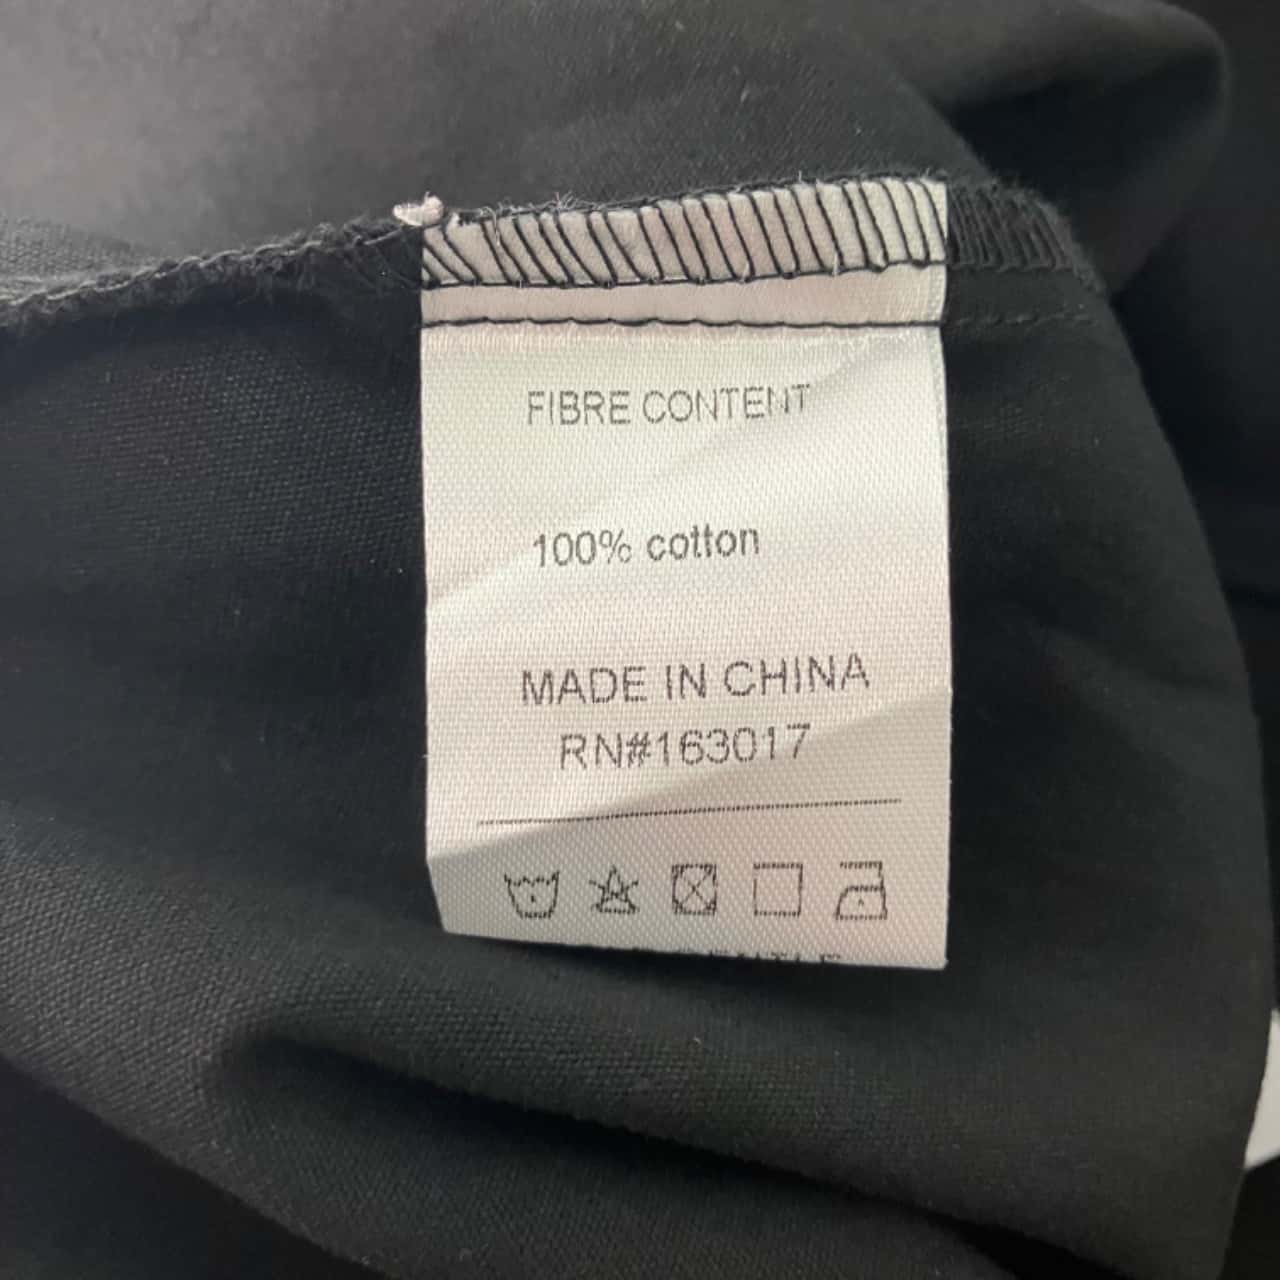 FIBRE CONTENT
100% cotton
MADE IN CHINA
RN#163017